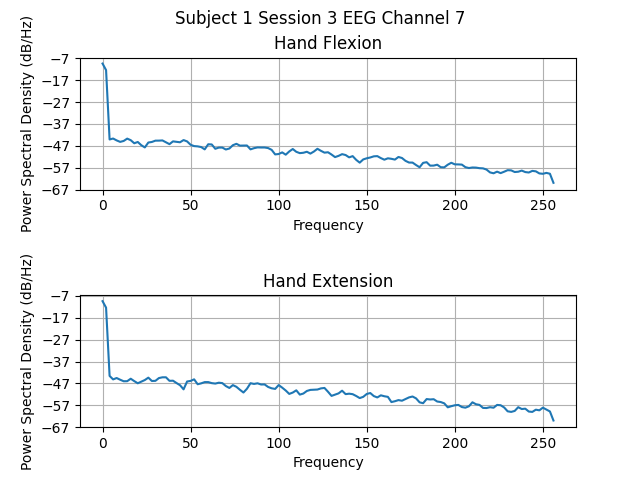 Subject 1 Session 3 EEG Channel 7
Hand Flexion
Power Spectral Density (dB/Hz)
−7
−17
−27
−37
−47
−57
−67
0 50 100 150 200 250
Frequency
Hand Extension
Power Spectral Density (dB/Hz)
−7
−17
−27
−37
−47
−57
−67
0 50 100 150 200 250
Frequency